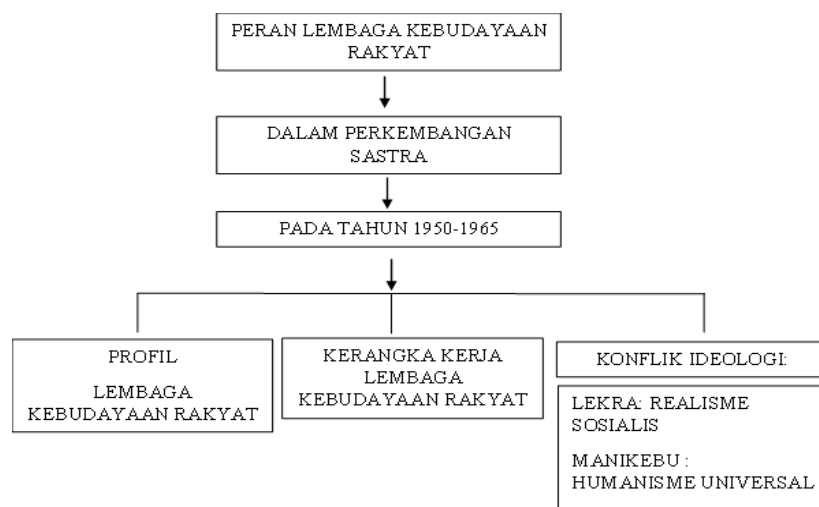 PERAN LEMBAGA KEBUDAYAAN
RAKYAT
DALAM PERKEMBANGAN
SASTRA
PADA TAHUN 1950-1965
PROFIL
LEMBAGA
KEBUDAYAAN RAKYAT
KERANGKA KERJA
LEMBAGA
KEBUDAYAAN RAKYAT
KONFLIK IDEOLOGI:
LEKRA: REALISME
SOSIALIS
MANIKEBU :
HUMANISME UNIVERSAL